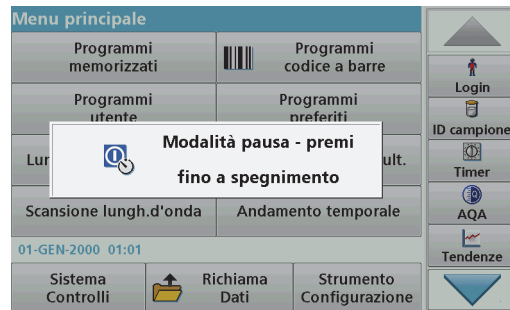 Menu principale
Programmi
memorizzati
Programmi
codice a barre
Programmi
utente
Programmi
preferiti
Modalità pausa - premi
fino a spegnimento
Scansione lungh.d'onda
Andamento temporale
01-GEN-2000 01:01
Sistema
Controlli
Richiama
Dati
Strumento
Configurazione
Login
ID campione
Timer
AQA
Tendenze